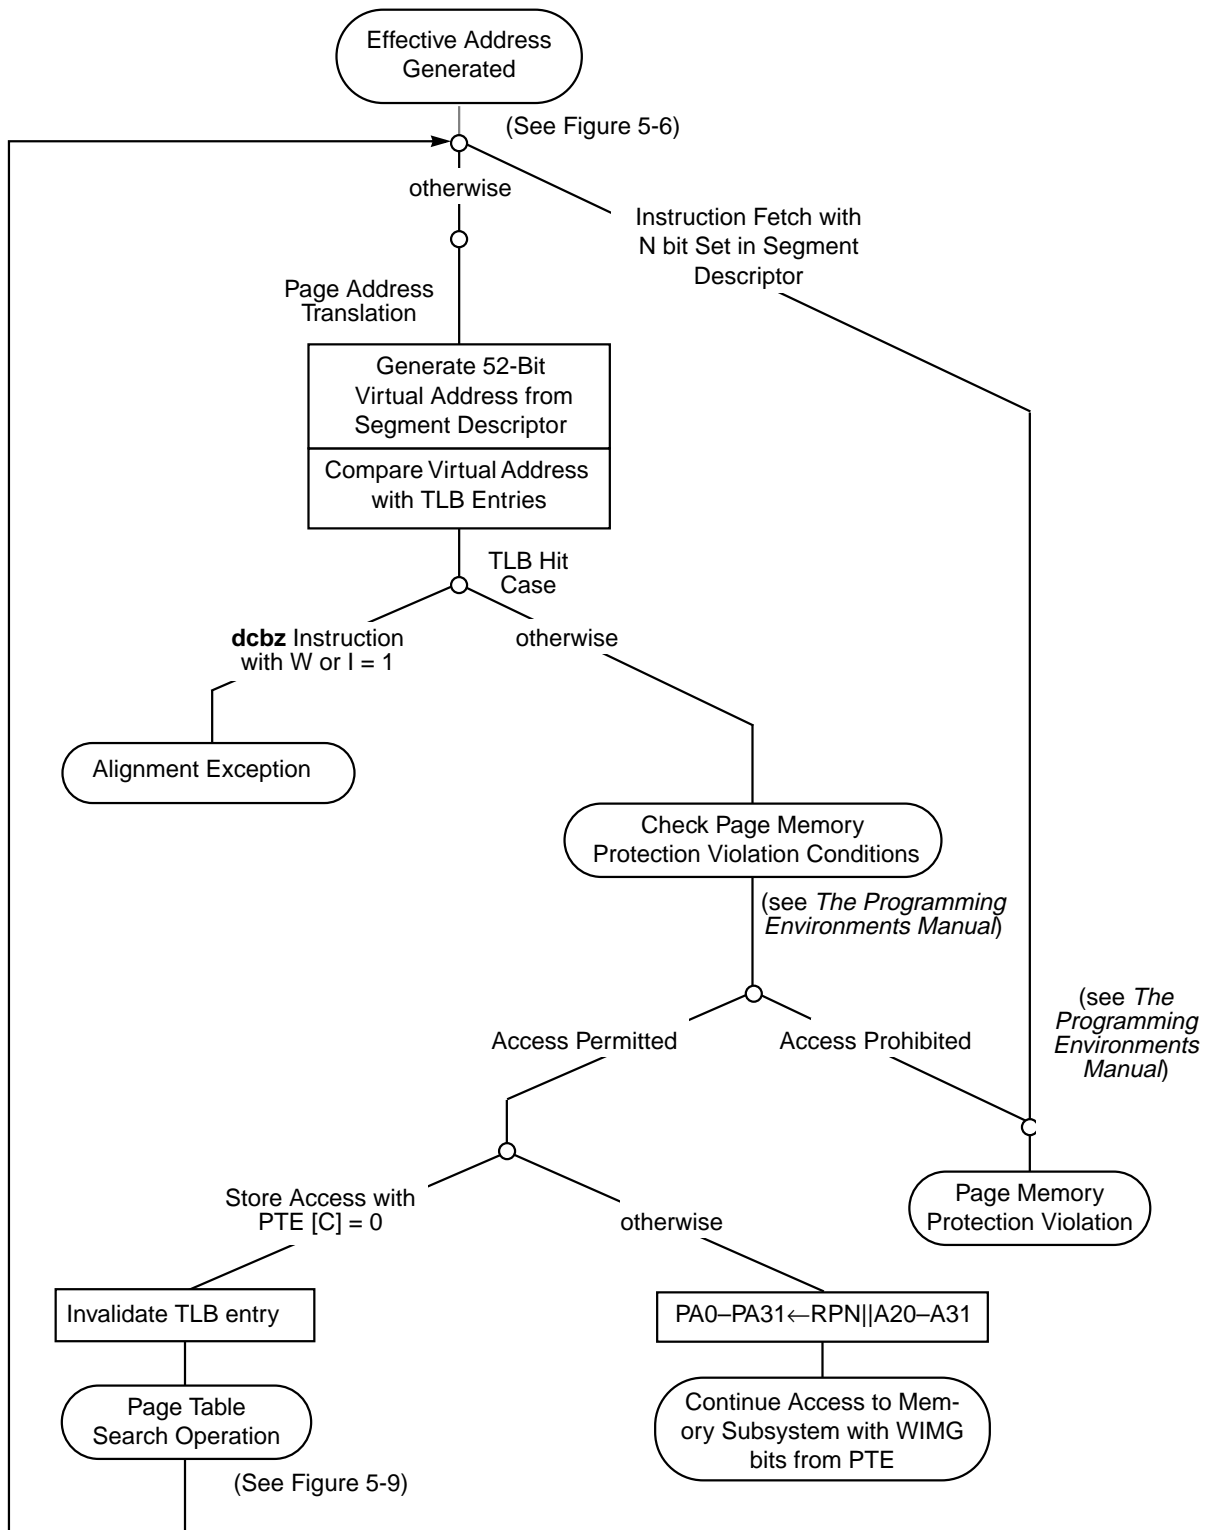 Effective Address
Generated
(See Figure 5-6)
otherwise
Instruction Fetch with
N bit Set in Segment
Descriptor
Page Address
Translation
Generate 52-Bit
Virtual Address from
Segment Descriptor
Compare Virtual Address
with TLB Entries
TLB Hit
Case
dcbz Instruction
with W or I = 1
otherwise
Alignment Exception
Check Page Memory
Protection Violation Conditions
(see The Programming
Environments Manual)
(see The
Programming
Environments
Manual)
Access Permitted
Access Prohibited
Store Access with
PTE [C] = 0
otherwise
Page Memory
Protection Violation
Invalidate TLB entry
PA0–PA31←RPN||A20–A31
Page Table
Search Operation
Continue Access to Mem-
ory Subsystem with WIMG
bits from PTE
(See Figure 5-9)